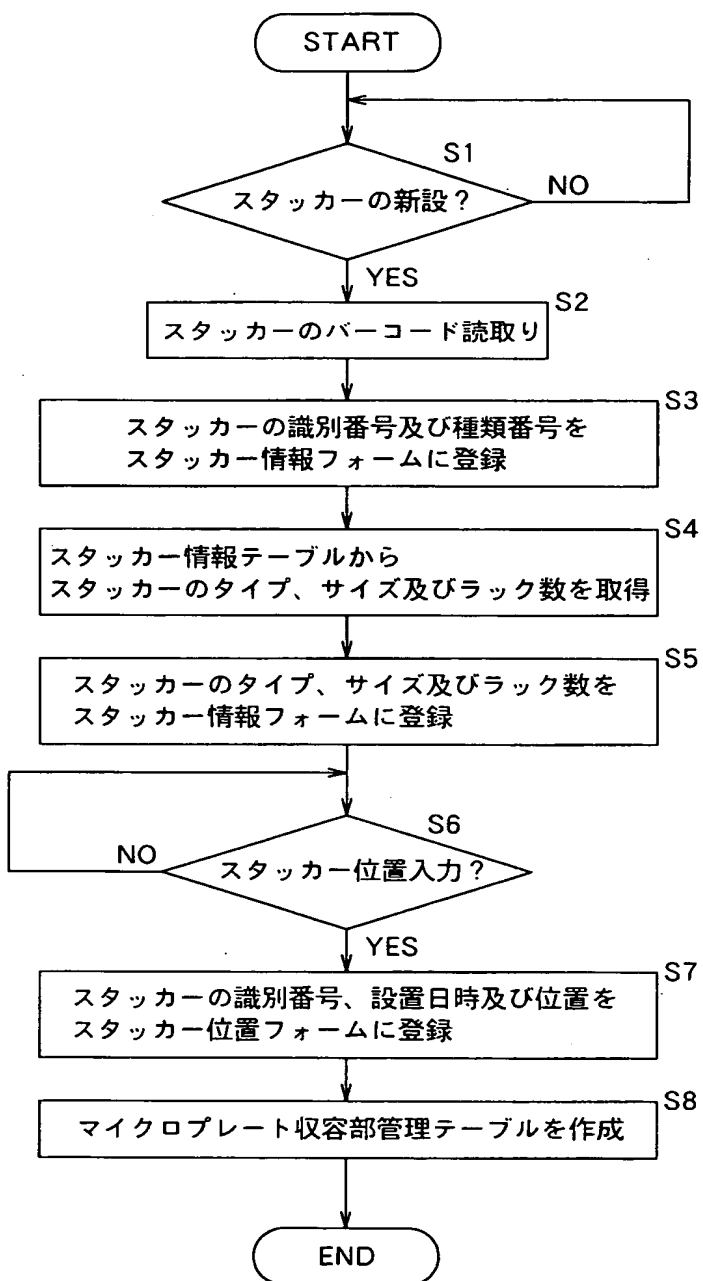 START
S1
スタッカーの新設?
NO
YES
S2
スタッカーのバーコード読取り
S3
スタッカーの識別番号及び種類番号を
スタッカー情報フォームに登録
S4
スタッカー情報テーブルから
スタッカーのタイプ、サイズ及びラック数を取得
S5
スタッカーのタイプ、サイズ及びラック数を
スタッカー情報フォームに登録
S6
NO
スタッカー位置入力?
YES
S7
スタッカーの識別番号、設置日時及び位置を
スタッカー位置フォームに登録
S8
マイクロプレート収容部管理テーブルを作成
END